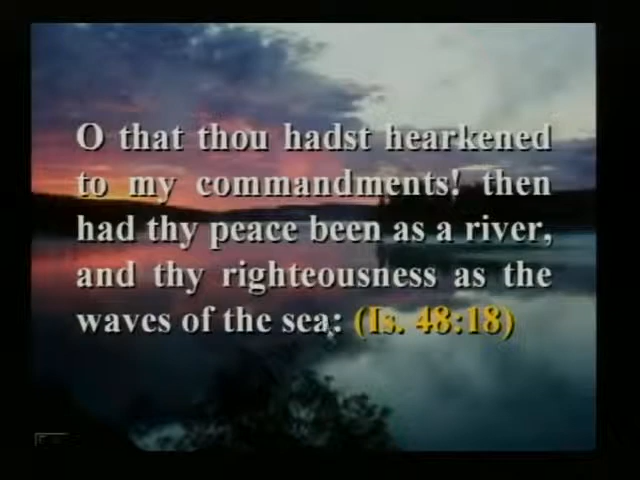 O that thou hadst hearkened
to my commandments! then
had thy peace been as a river,
and thy righteousness as the
waves of the sea: (Is. 48:18)